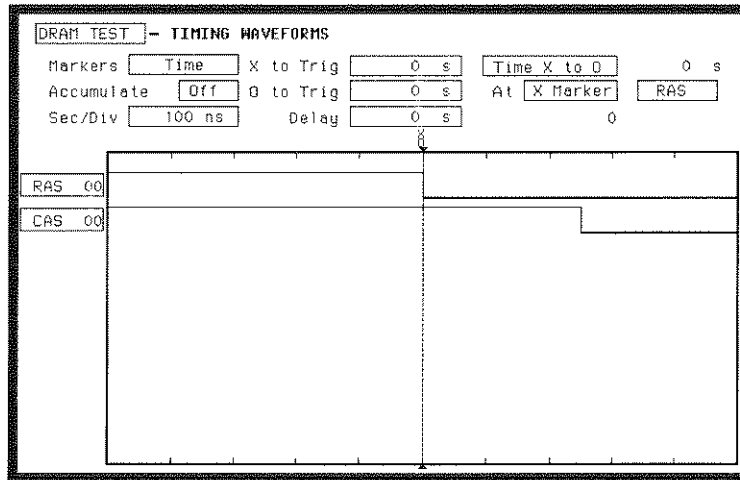 DRAM TEST - TIMING WAVEFORMS
Markers Time X to Trig 0 s Time X to O 0 s
Accumulate Off O to Trig 0 s At X Marker RAS
Sec/Div 100 ns Delay 0 s 0
RAS 00
CAS 00